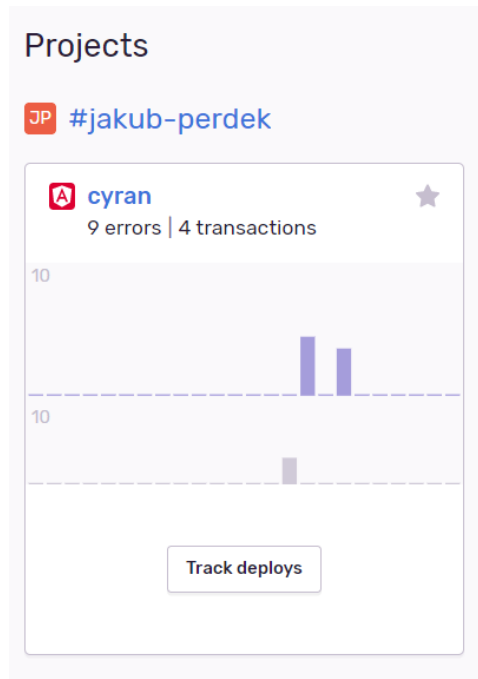 Projects
JP #jakub-perdek
cyran
9 errors | 4 transactions
10
10
Track deploys